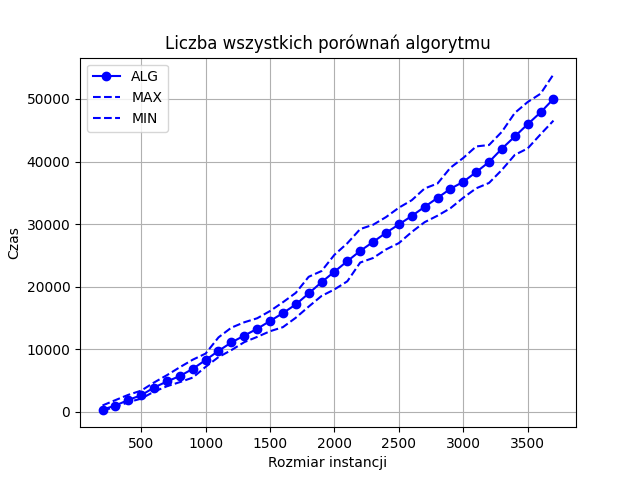 Liczba wszystkich porównań algorytmu
ALG
MAX
MIN
50000
40000
30000
20000
10000
0
Czas
500 1000 1500 2000 2500 3000 3500
Rozmiar instancji